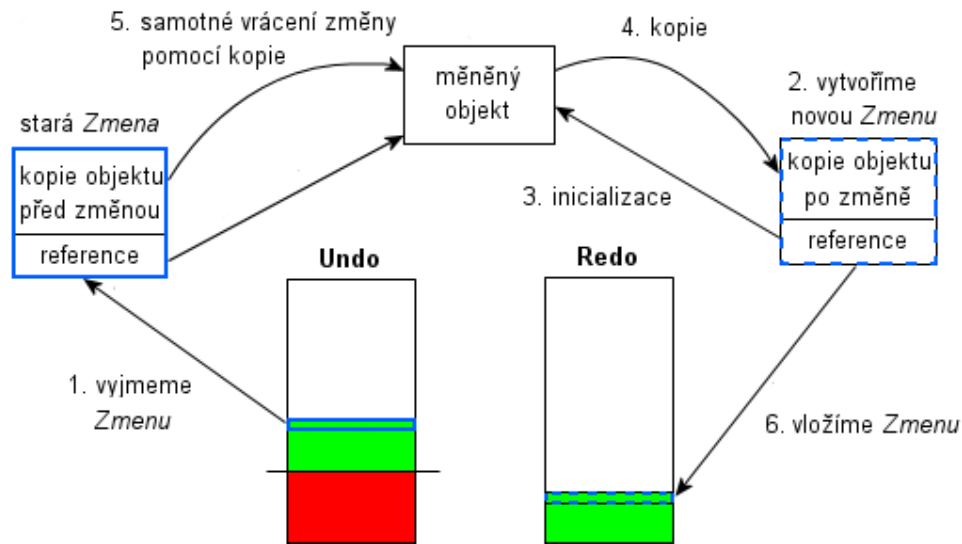 5. samotné vrácení změny
pomocí kopie
4. kopie
měněný
objekt
2. vytvoříme
novou Zmenu
stará Zmena
kopie objektu
před změnou
reference
kopie objektu
po změně
reference
3. inicializace
Undo
Redo
1. vyjmeme
Zmenu
6. vložíme Zmenu